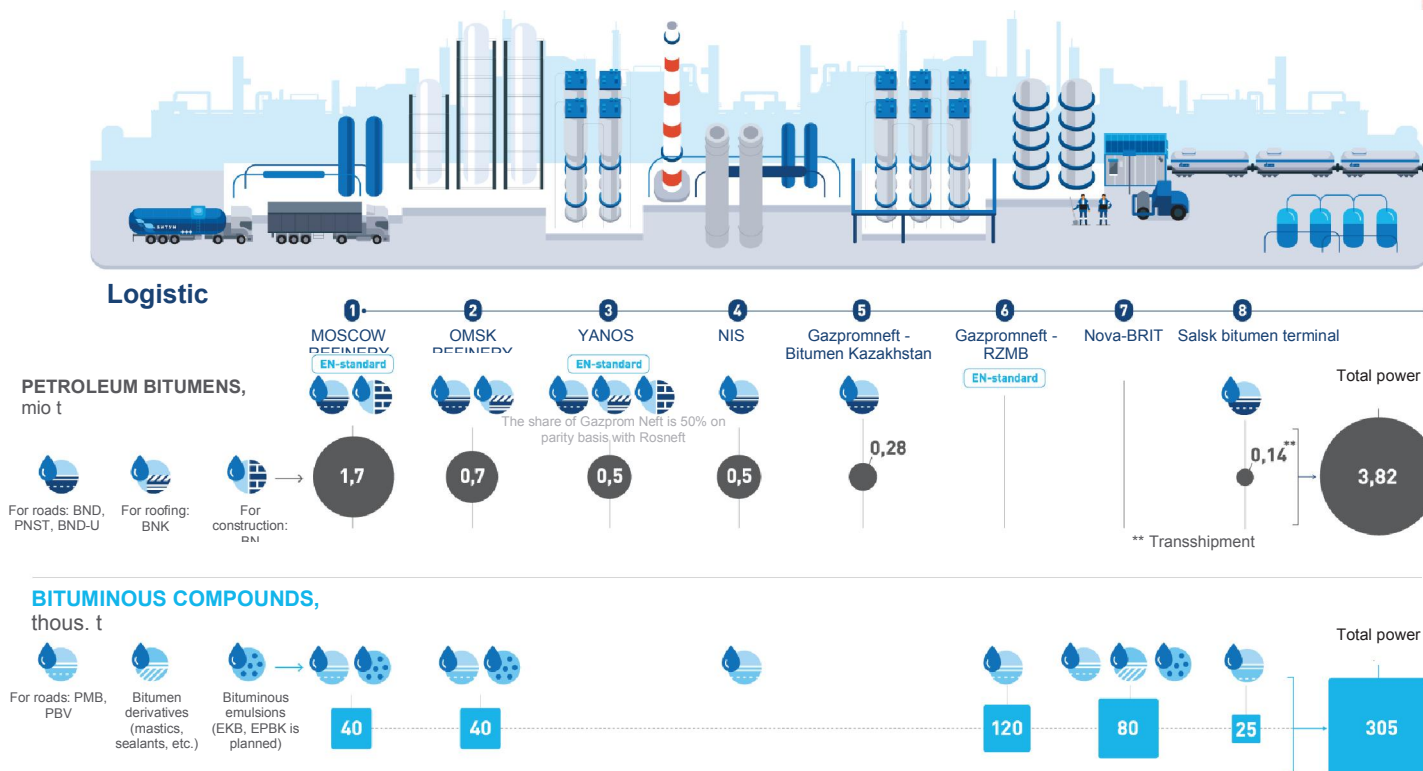 БИТУМ
Logistic
1
2
3
4
5
6
7
8
MOSCOW
REFINERY
OMSK
REFINERY
YANOS
NIS
Gazpromneft -
Bitumen Kazakhstan
Gazpromneft -
RZMB
Nova-BRIT
Salsk bitumen terminal
EN-standard
EN-standard
EN-standard
PETROLEUM BITUMENS,
mio t
Total power
The share of Gazprom Neft is 50% on
parity basis with Rosneft
1,7
0,7
0,5
0,5
0,28
0,14**
3,82
For roads: BND,
PNST, BND-U
For roofing:
BNK
For
construction:
BN
** Transshipment
BITUMINOUS COMPOUNDS,
thous. t
Total power
For roads: PMB,
PBV
Bitumen
derivatives
(mastics,
sealants, etc.)
Bituminous
emulsions
(EKB, EPBK is
planned)
40
40
120
80
25
305